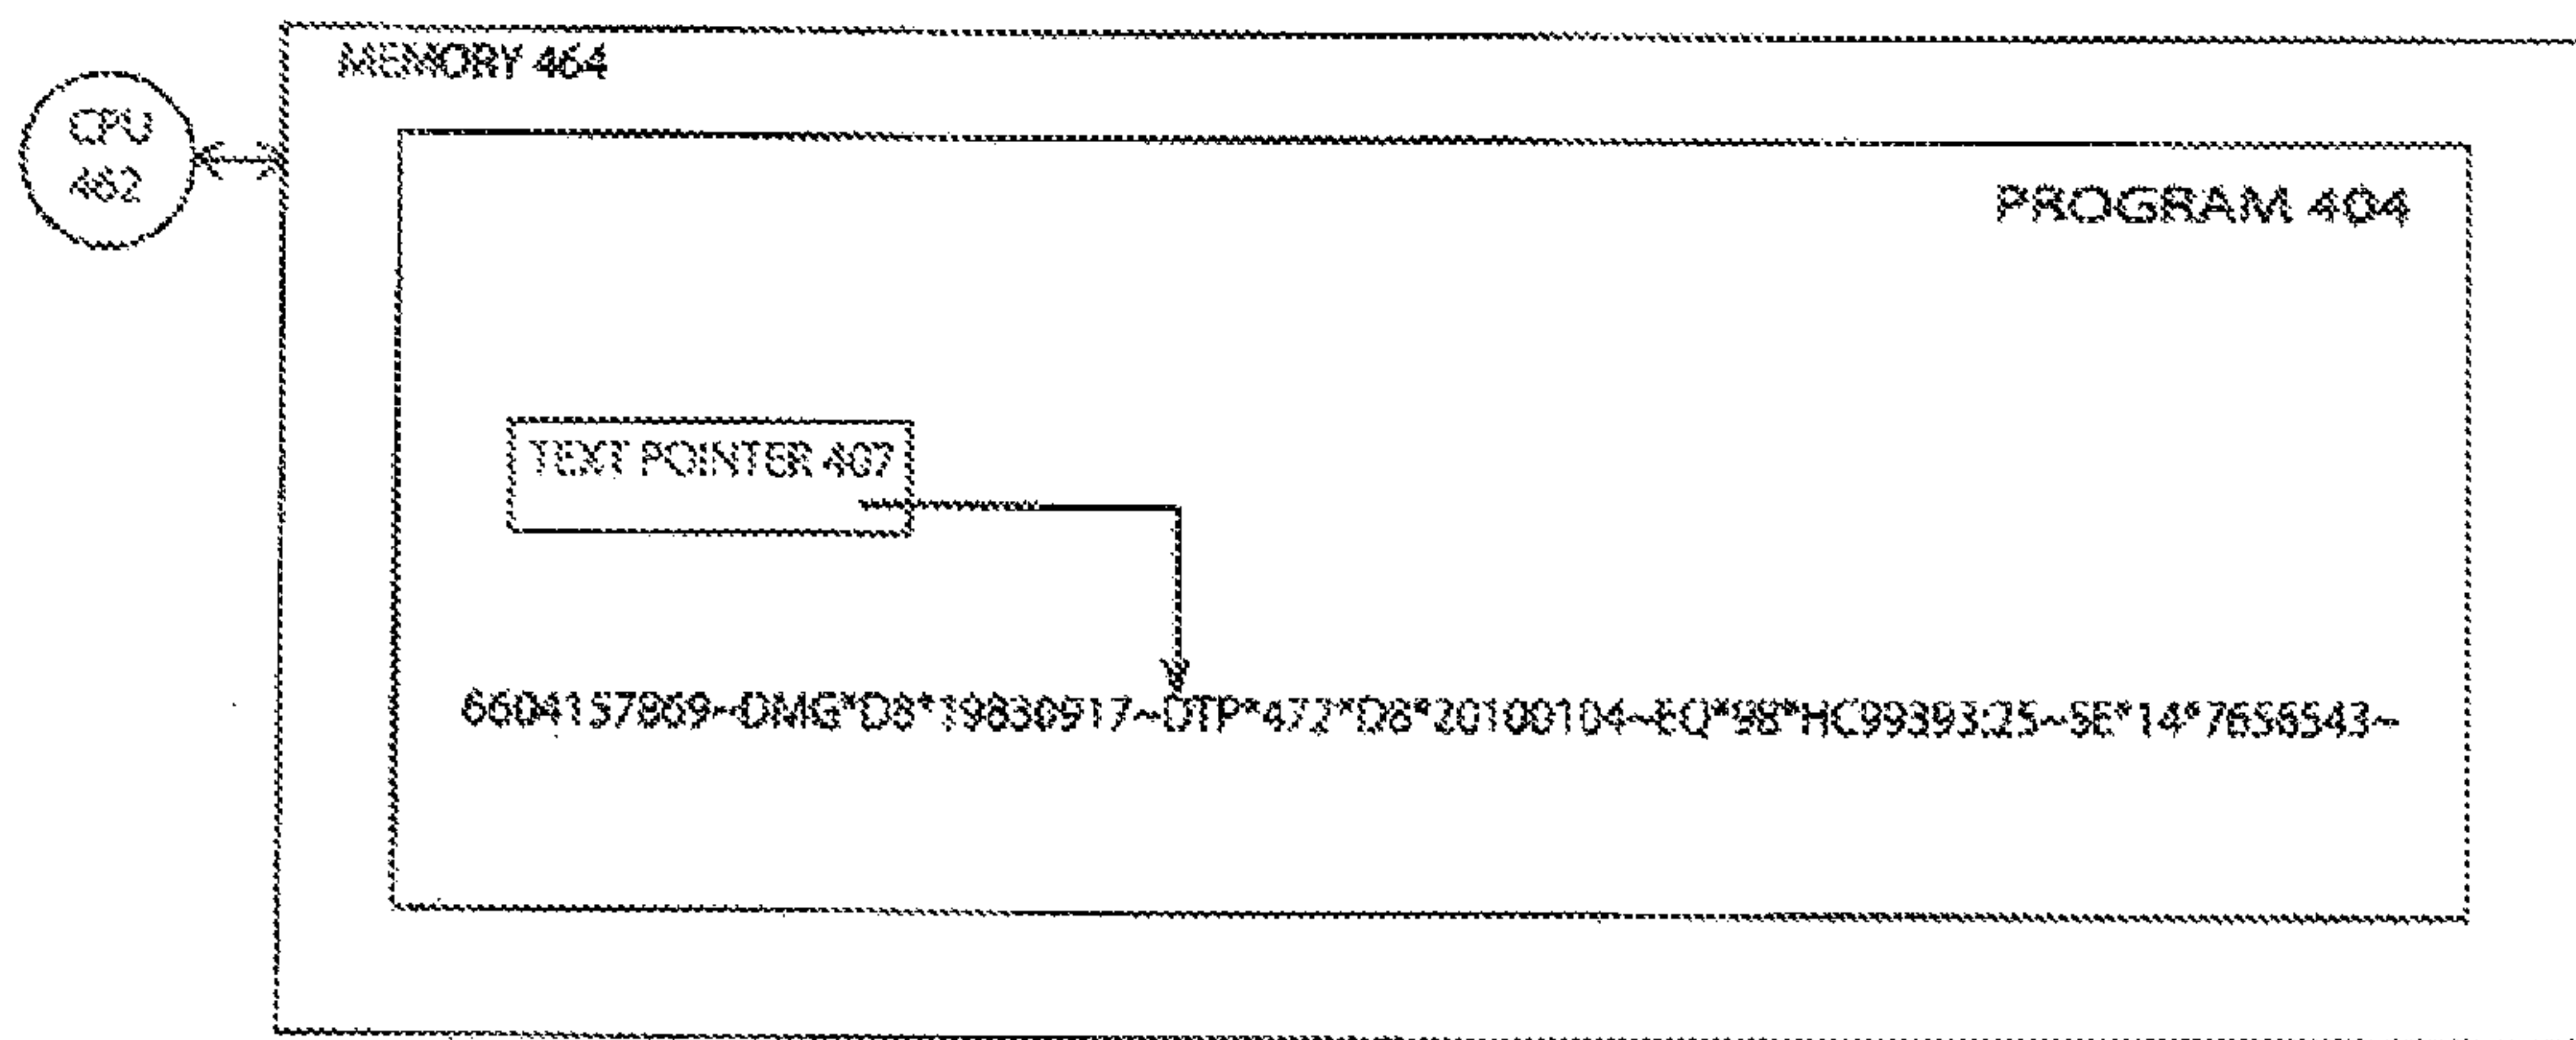 MEMORY 464
CPU
462
PROGRAM 404
TEXT POINTER 407
6604157869~DMG*D8*19830917~DTP*472*D8*20100104~EQ*98*HC99393:25~SE*14*7656543~